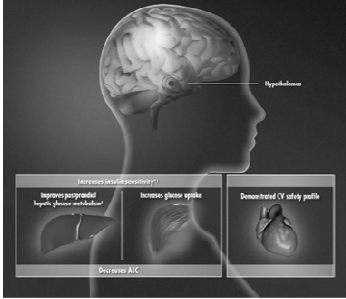 Hypothalamus
Increases insulin sensitivity
Improves postprandial
hepatic glucose metabolism
Increases glucose uptake
Demonstrated CV safety profile
Decreases A1C